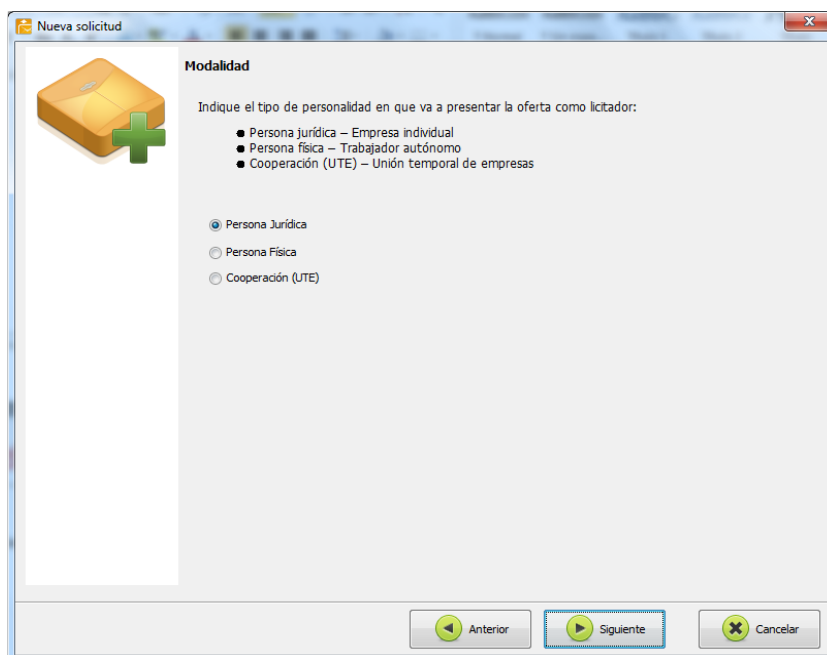 Nueva solicitud
Modalidad
Indique el tipo de personalidad en que va a presentar la oferta como licitador:
● Persona jurídica – Empresa individual
● Persona física – Trabajador autónomo
● Cooperación (UTE) – Unión temporal de empresas
Persona Jurídica
Persona Física
Cooperación (UTE)
Anterior
Siguiente
Cancelar